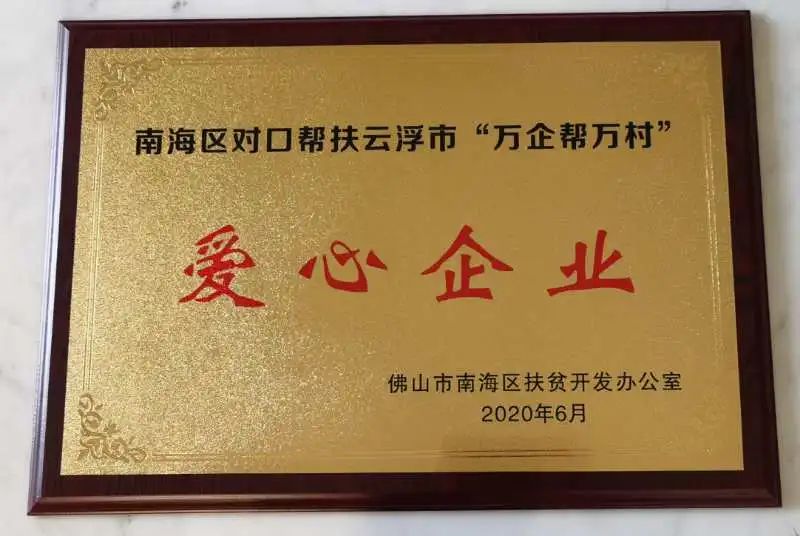 南海区对口帮扶云浮市“万企帮万村”
爱心企业
佛山市南海区扶贫开发办公室
2020年6月